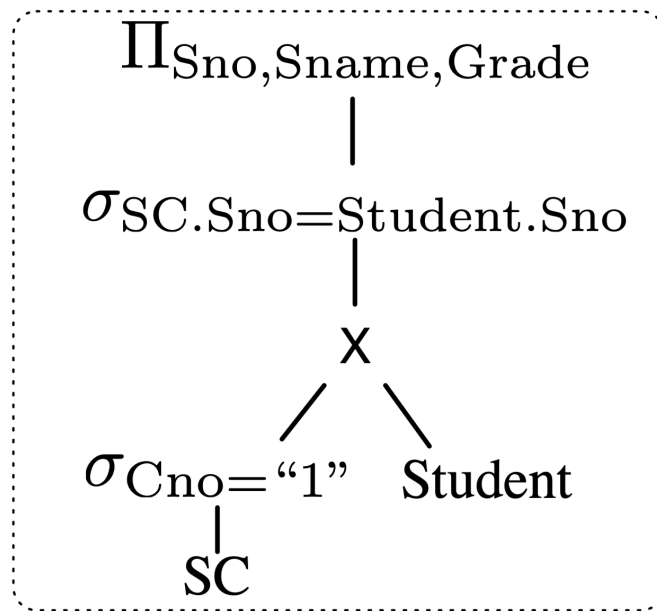 ΠSno,Sname,Grade
σSC.Sno=Student.Sno
X
σCno=“1” Student
SC